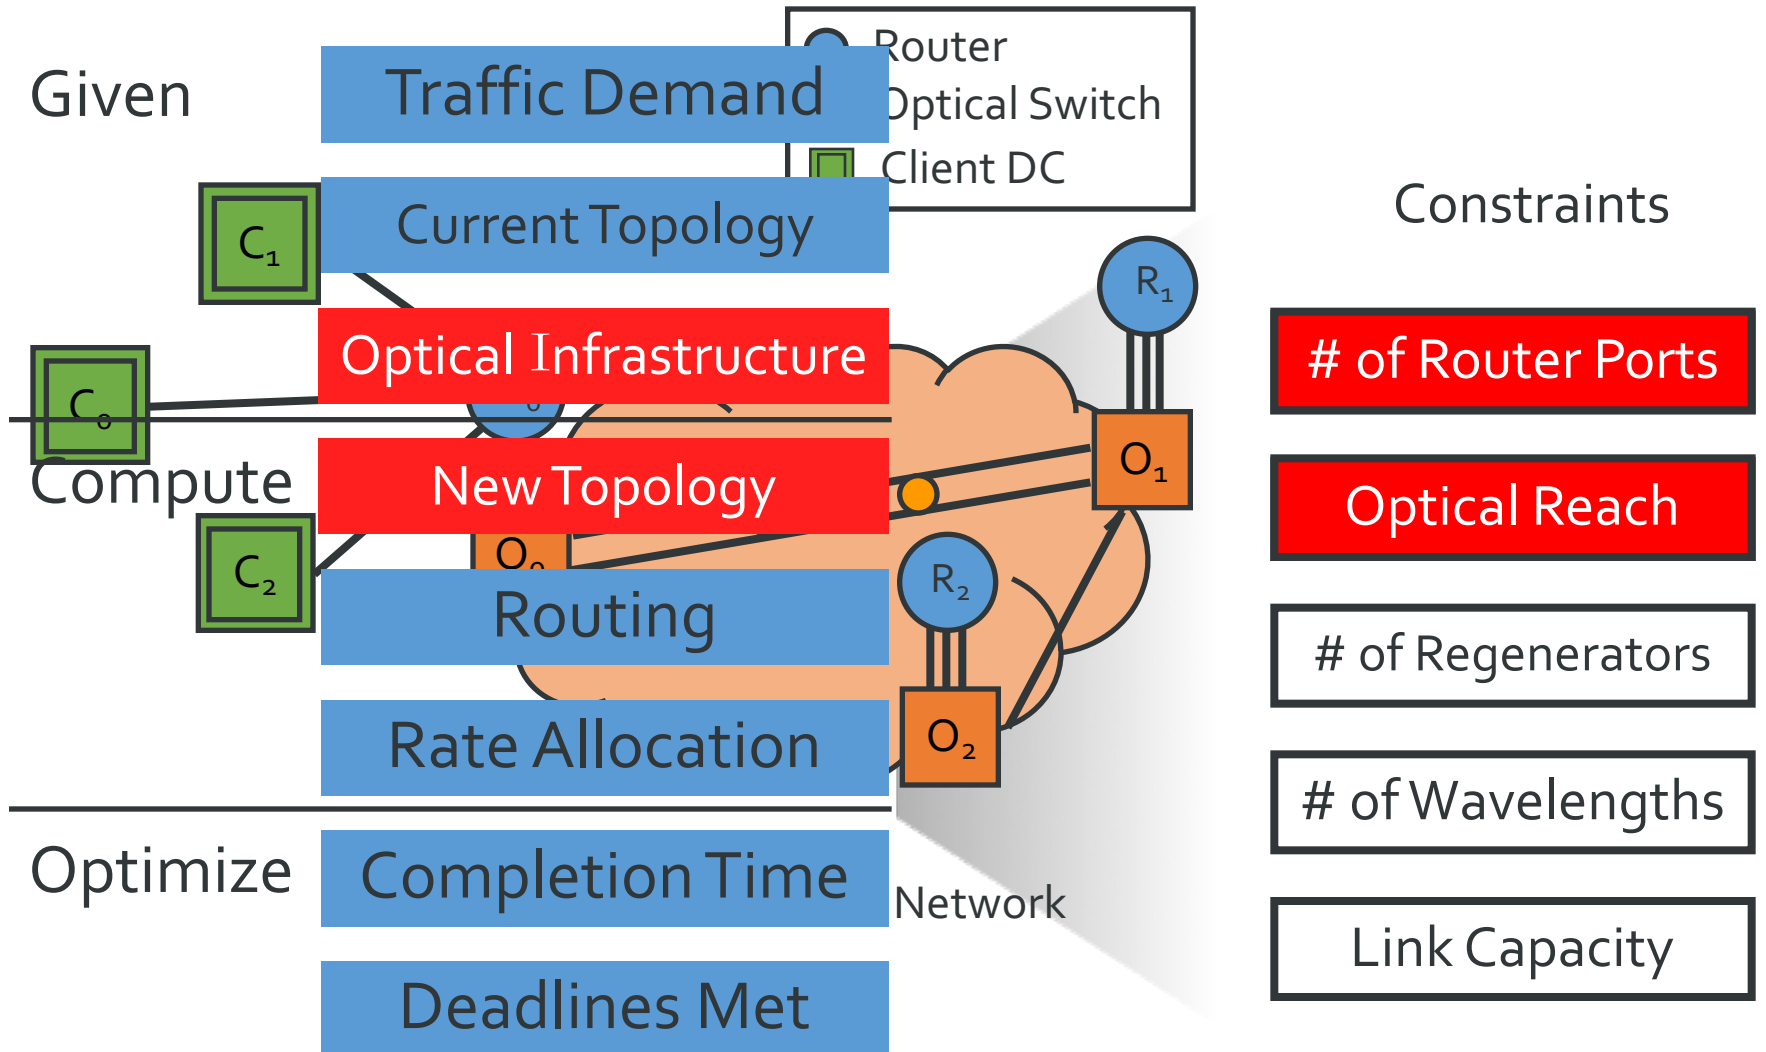 Given
Traffic Demand
Current Topology
Optical Infrastructure
Compute
New Topology
Routing
Rate Allocation
Optimize
Completion Time
Deadlines Met
Router
Optical Switch
Client DC
C₁
C₀
C₂
₀
O₀
R₁
O₁
R₂
O₂
Network
Constraints
# of Router Ports
Optical Reach
# of Regenerators
# of Wavelengths
Link Capacity